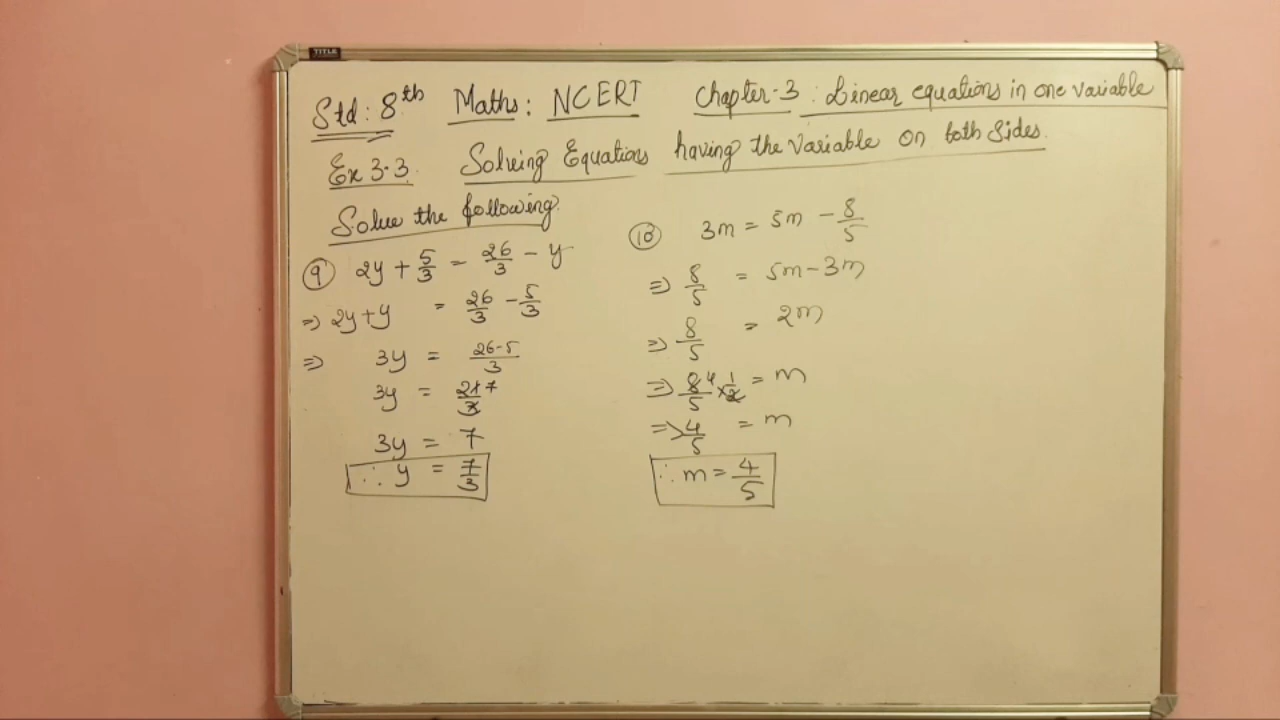 TITLE
Std: 8th Maths: NCERT Chapter-3: Linear equations in one variable
Ex 3.3. Solving Equations having the Variable on both Sides.
Solve the following.
9 2y + 5/3 = 26/3 - y
⇒ 2y+y = 26/3 - 5/3
⇒ 3y = 26-5/3
3y = 21/3 7
3y = 7
∴ y = 7/3
10 3m = 5m - 8/5
⇒ 8/5 = 5m-3m
⇒ 8/5 = 2m
⇒ 8/5 4 × 1/2 = m
⇒ 4/5 = m
∴ m = 4/5